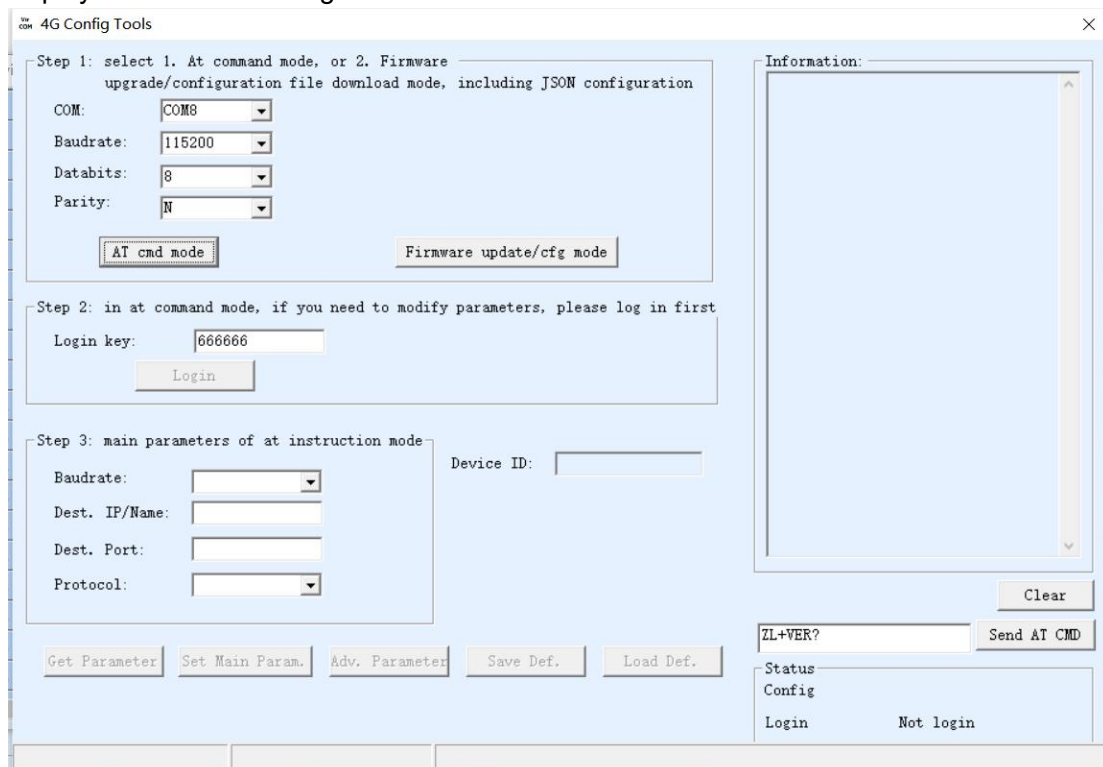 Vir
COM
4G Config Tools
Step 1: select 1. At command mode, or 2. Firmware
upgrade/configuration file download mode, including JSON configuration
COM: COM8
Baudrate: 115200
Databits: 8
Parity: N
AT cmd mode
Firmware update/cfg mode
Step 2: in at command mode, if you need to modify parameters, please log in first
Login key: 666666
Login
Step 3: main parameters of at instruction mode
Baudrate:
Dest. IP/Name:
Dest. Port:
Protocol:
Device ID:
Get Parameter
Set Main Param.
Adv. Parameter
Save Def.
Load Def.
Information:
Clear
ZL+VER?
Send AT CMD
Status
Config
Login Not login